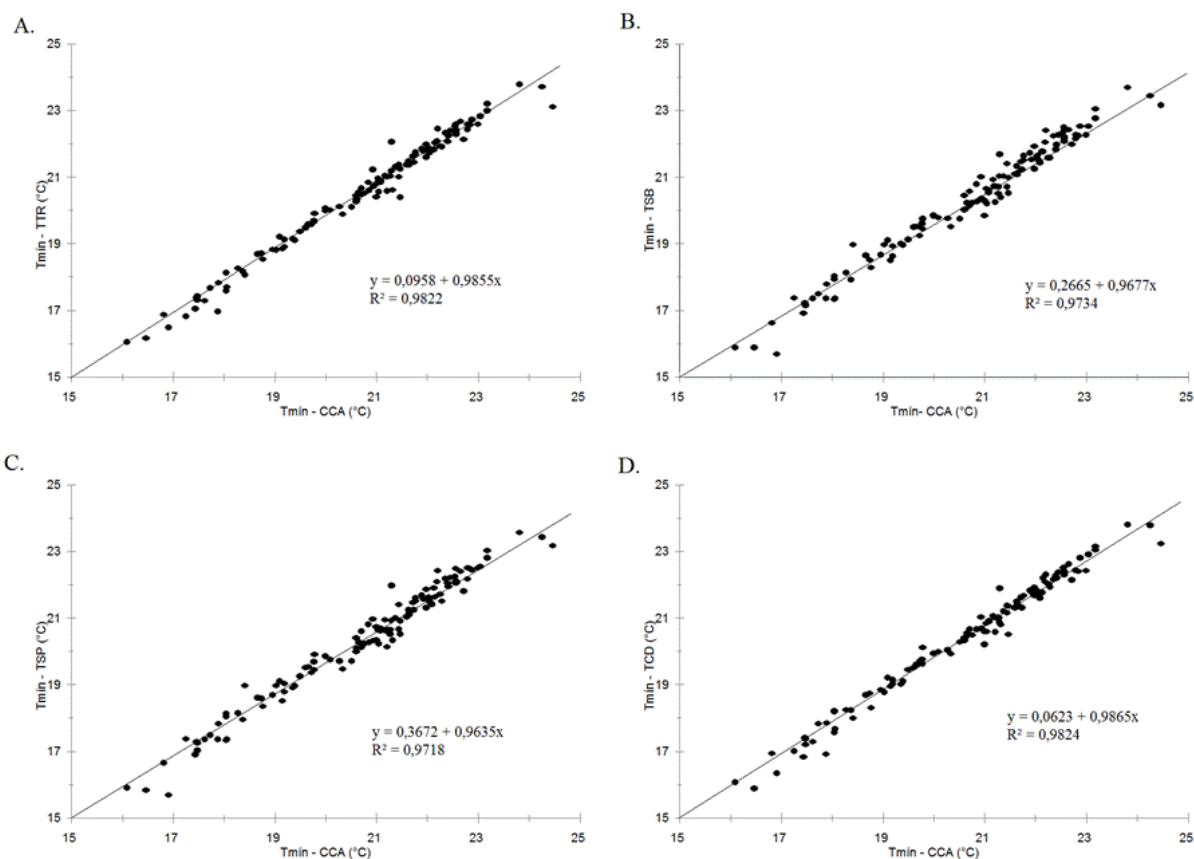 A.
25
23
21
19
17
15
Tmin - TTR (°C)
y = 0,0958 + 0,9855x
R² = 0,9822
15 17 19 21 23 25
Tmin - CCA (°C)
B.
25
23
21
19
17
15
Tmin - TSB
y = 0,2665 + 0,9677x
R² = 0,9734
15 17 19 21 23 25
Tmin- CCA (°C)
C.
25
23
21
19
17
15
Tmin - TSP (°C)
y = 0,3672 + 0,9635x
R² = 0,9718
15 17 19 21 23 25
Tmin - CCA (°C)
D.
25
23
21
19
17
15
Tmin - TCD (°C)
y = 0,0623 + 0,9865x
R² = 0,9824
15 17 19 21 23 25
Tmin - CCA (°C)